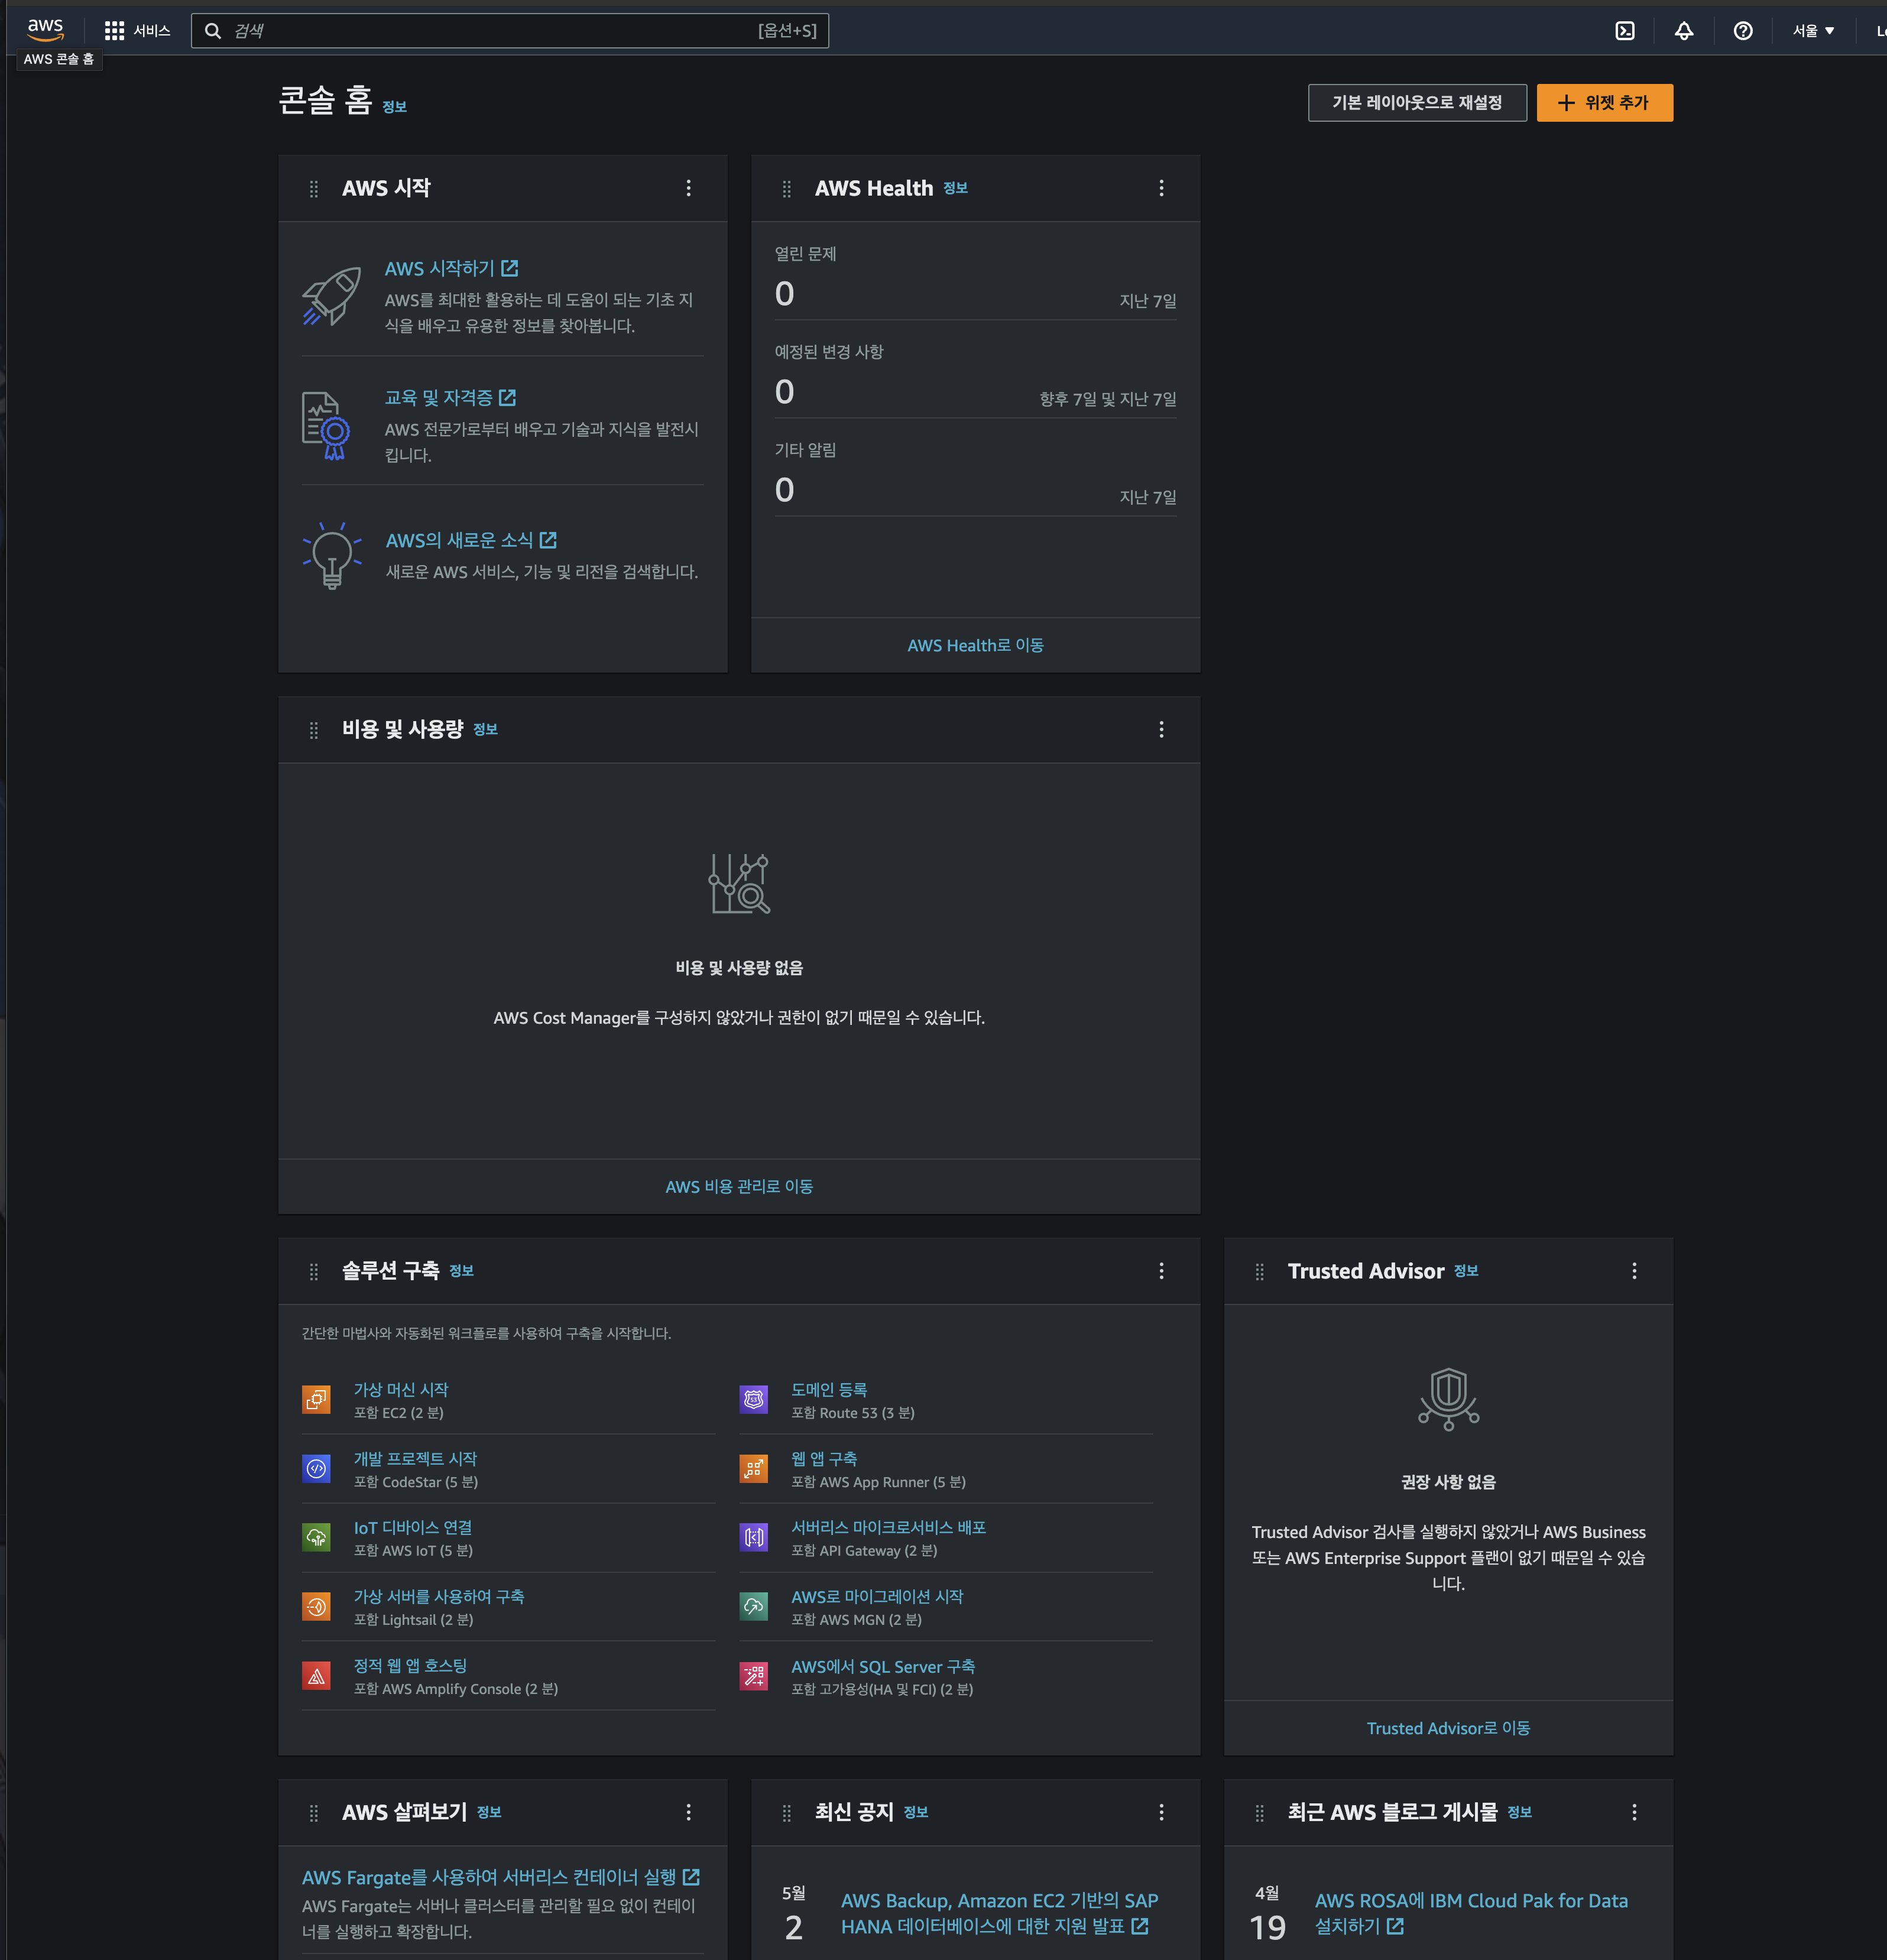 aws
서비스
검색
[옵션+S]
서울
AWS 콘솔 홈
콘솔 홈 정보
기본 레이아웃으로 재설정
위젯 추가
AWS 시작
AWS 시작하기
AWS를 최대한 활용하는 데 도움이 되는 기초 지
식을 배우고 유용한 정보를 찾아봅니다.
교육 및 자격증
AWS 전문가로부터 배우고 기술과 지식을 발전시
킵니다.
AWS의 새로운 소식
새로운 AWS 서비스, 기능 및 리전을 검색합니다.
AWS Health 정보
열린 문제
0
지난 7일
예정된 변경 사항
0
향후 7일 및 지난 7일
기타 알림
0
지난 7일
AWS Health로 이동
비용 및 사용량 정보
비용 및 사용량 없음
AWS Cost Manager를 구성하지 않았거나 권한이 없기 때문일 수 있습니다.
AWS 비용 관리로 이동
솔루션 구축 정보
간단한 마법사와 자동화된 워크플로를 사용하여 구축을 시작합니다.
가상 머신 시작
포함 EC2 (2 분)
개발 프로젝트 시작
포함 CodeStar (5 분)
IoT 디바이스 연결
포함 AWS IoT (5 분)
가상 서버를 사용하여 구축
포함 Lightsail (2 분)
정적 웹 앱 호스팅
포함 AWS Amplify Console (2 분)
도메인 등록
포함 Route 53 (3 분)
웹 앱 구축
포함 AWS App Runner (5 분)
서버리스 마이크로서비스 배포
포함 API Gateway (2 분)
AWS로 마이그레이션 시작
포함 AWS MGN (2 분)
AWS에서 SQL Server 구축
포함 고가용성(HA 및 FCI) (2 분)
Trusted Advisor 정보
권장 사항 없음
Trusted Advisor 검사를 실행하지 않았거나 AWS Business
또는 AWS Enterprise Support 플랜이 없기 때문일 수 있습
니다.
Trusted Advisor로 이동
AWS 살펴보기 정보
AWS Fargate를 사용하여 서버리스 컨테이너 실행
AWS Fargate는 서버나 클러스터를 관리할 필요 없이 컨테이
너를 실행하고 확장합니다.
최신 공지 정보
5월
2
AWS Backup, Amazon EC2 기반의 SAP
HANA 데이터베이스에 대한 지원 발표
최근 AWS 블로그 게시물 정보
4월
19
AWS ROSA에 IBM Cloud Pak for Data
설치하기